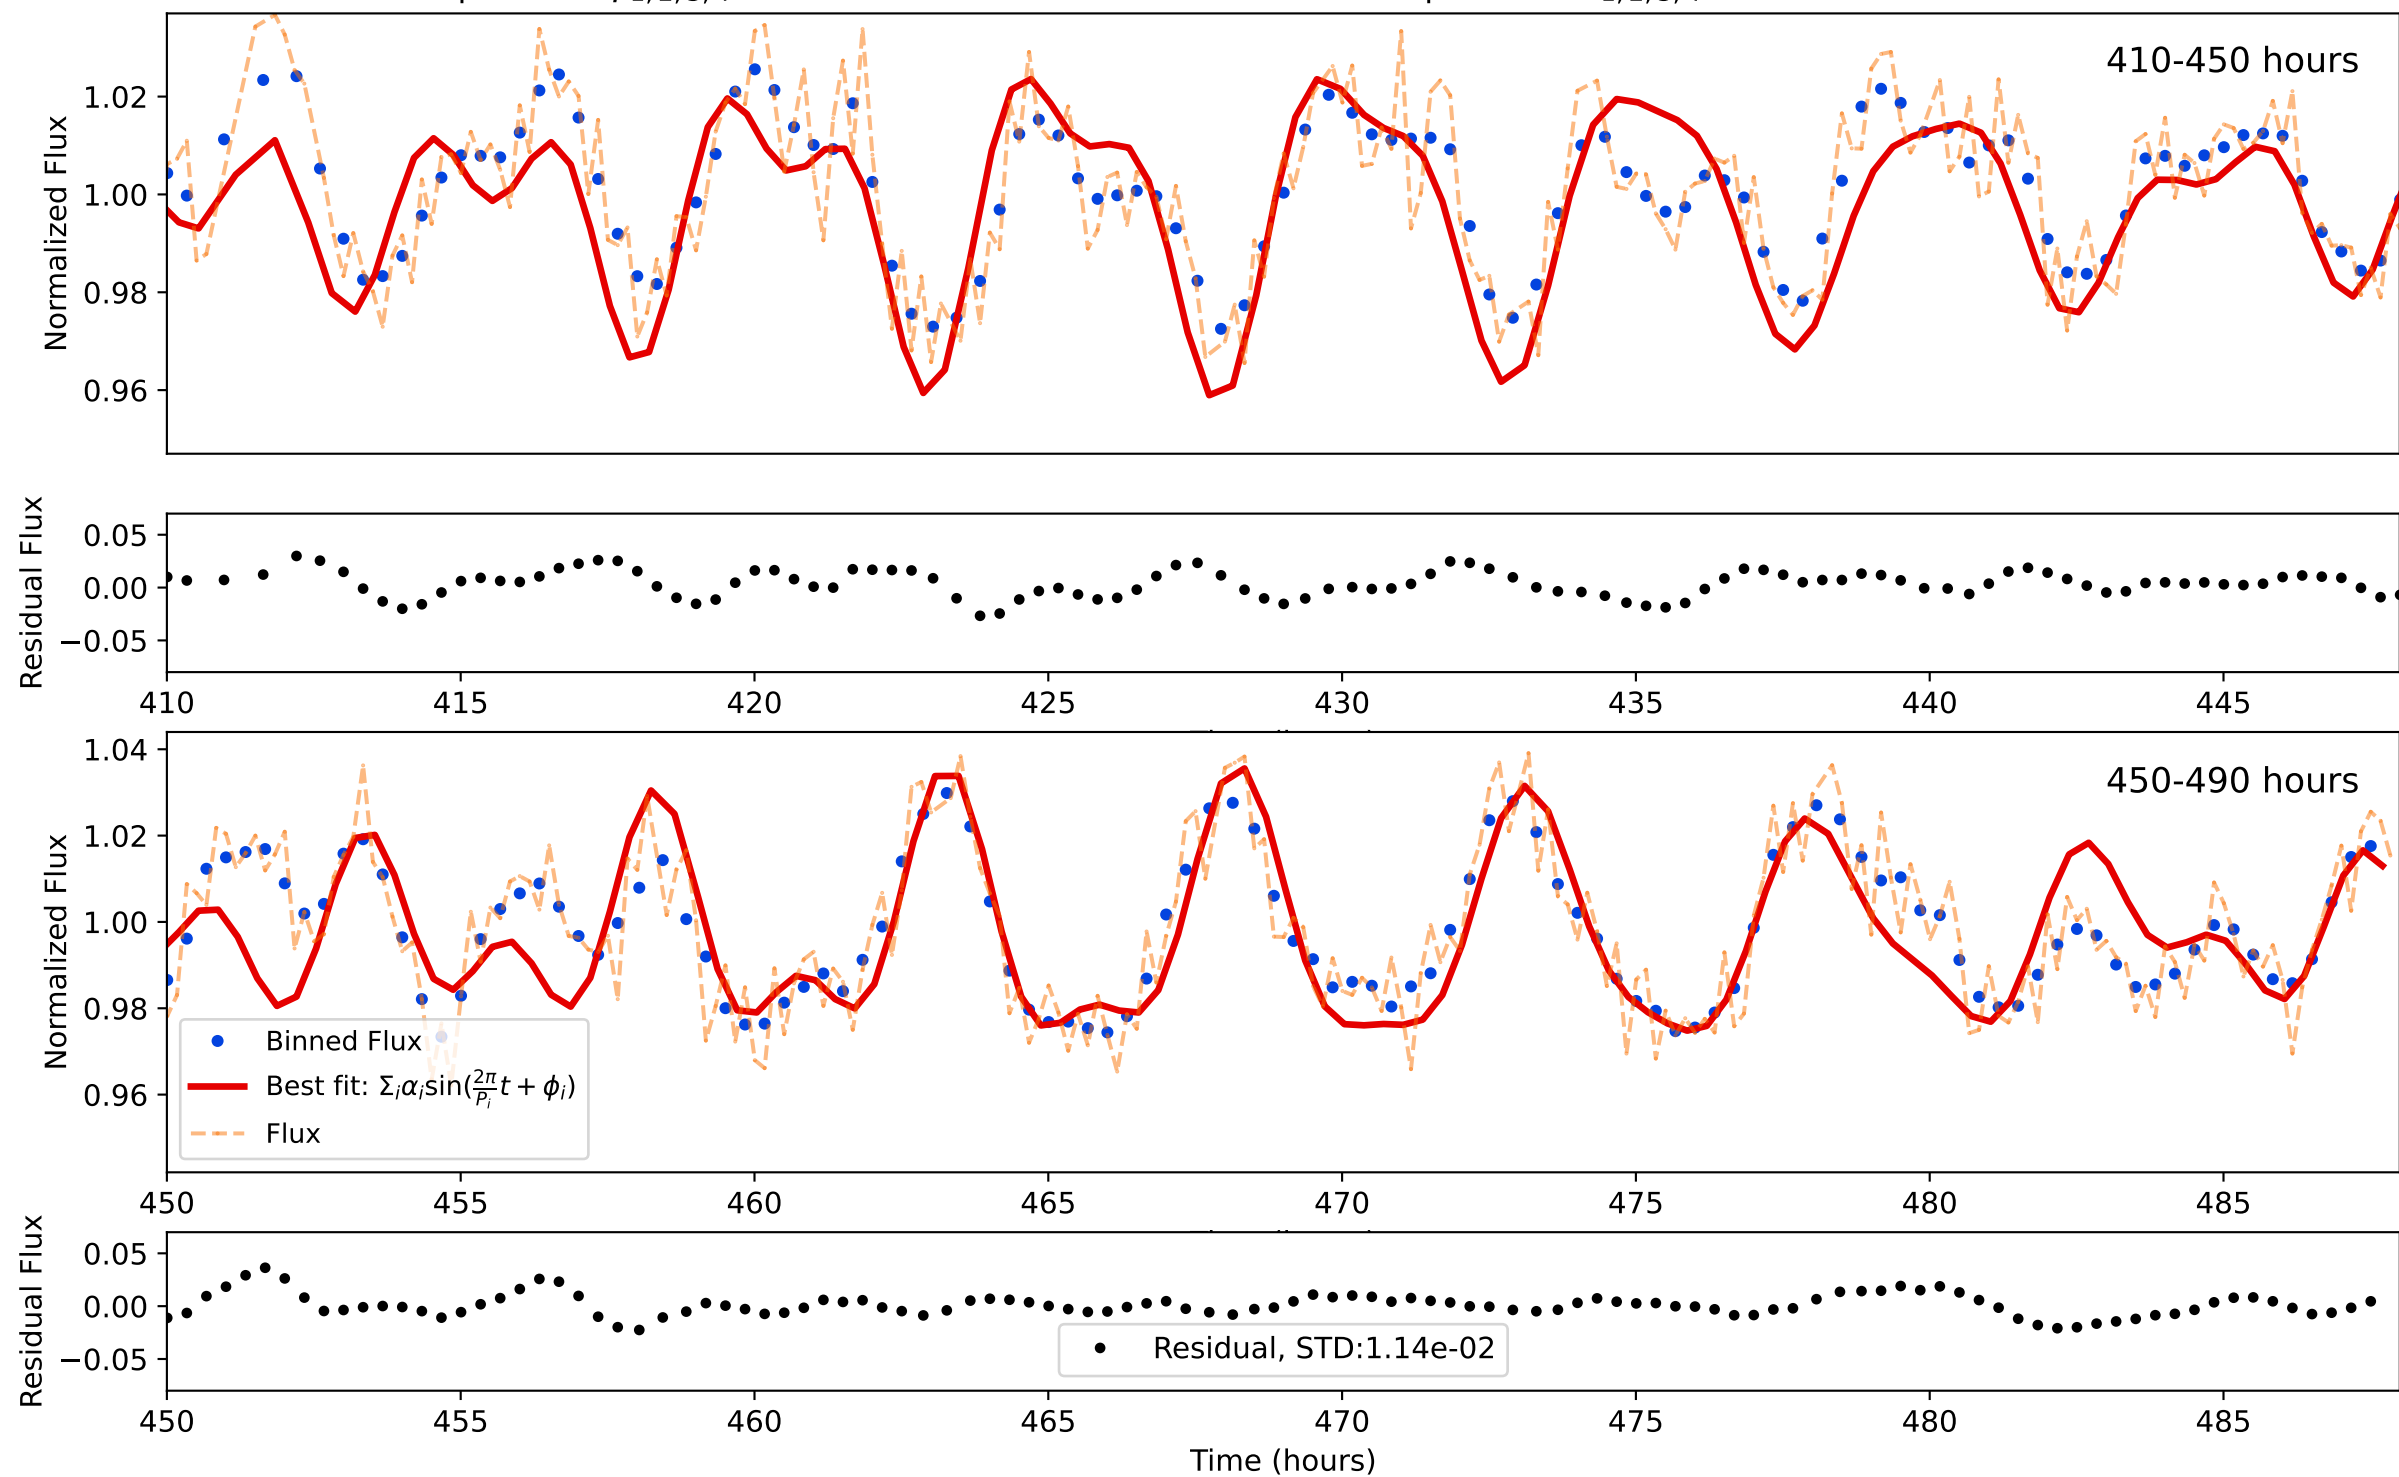 410-450 hours
Normalized Flux
1.02
1.00
0.98
0.96
Residual Flux
0.05
0.00
−0.05
410 415 420 425 430 435 440 445
450-490 hours
Normalized Flux
1.04
1.02
1.00
0.98
0.96
Binned Flux
Best fit: Σᵢαᵢsin(2π/Pᵢ t + ϕᵢ)
Flux
450 455 460 465 470 475 480 485
Residual Flux
0.05
0.00
−0.05
Residual, STD:1.14e-02
450 455 460 465 470 475 480 485
Time (hours)